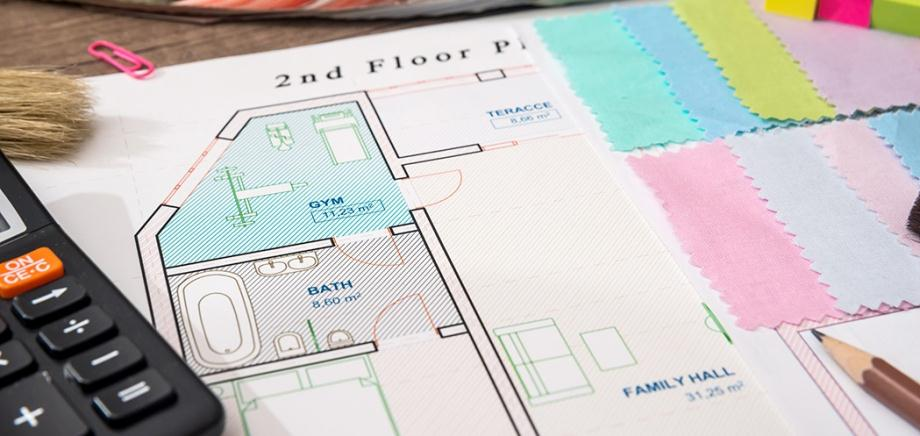 2nd Floor
TERACCE
8,66 m²
GYM
11,23 m²
BATH
8,60 m²
FAMILY HALL
31,25 m²
ON
CE·C